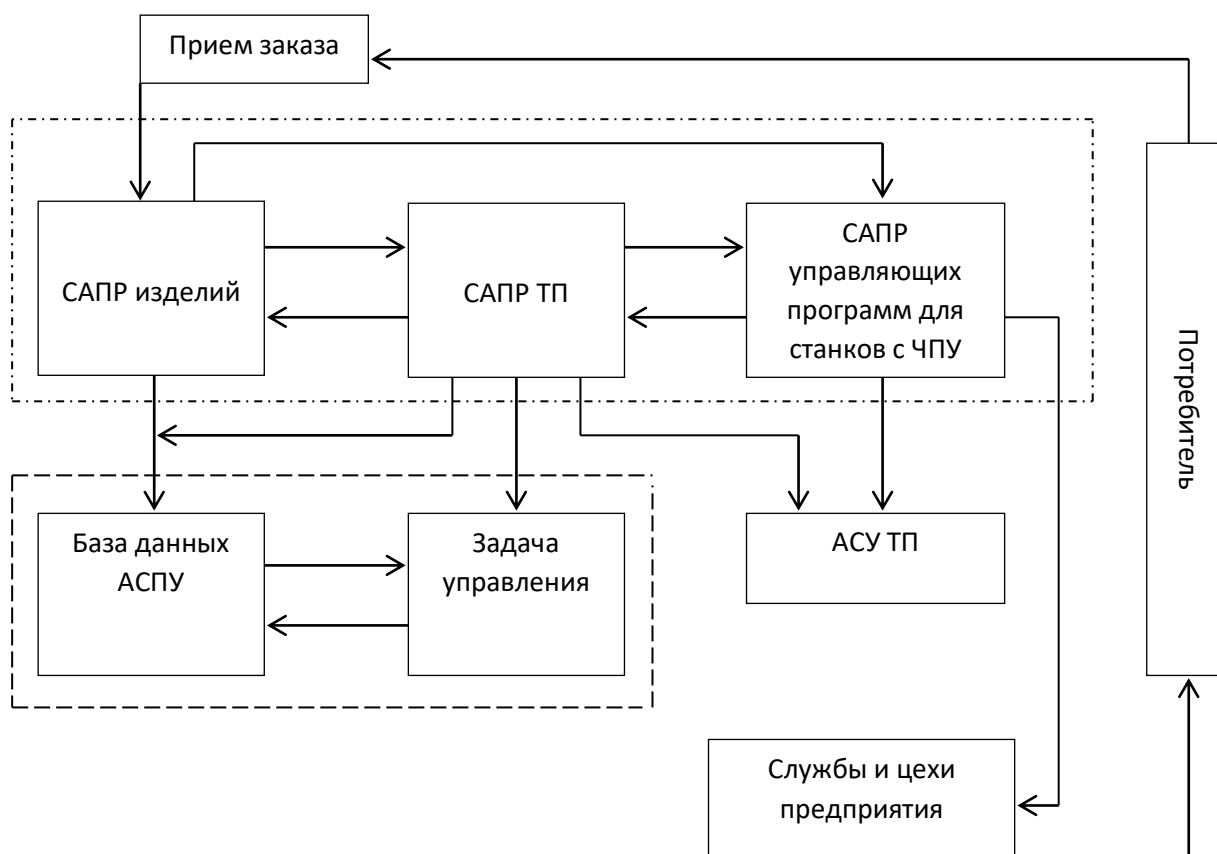 Прием заказа
САПР изделий
САПР ТП
САПР
управляющих
программ для
станков с ЧПУ
Потребитель
База данных
АСПУ
Задача
управления
АСУ ТП
Службы и цехи
предприятия